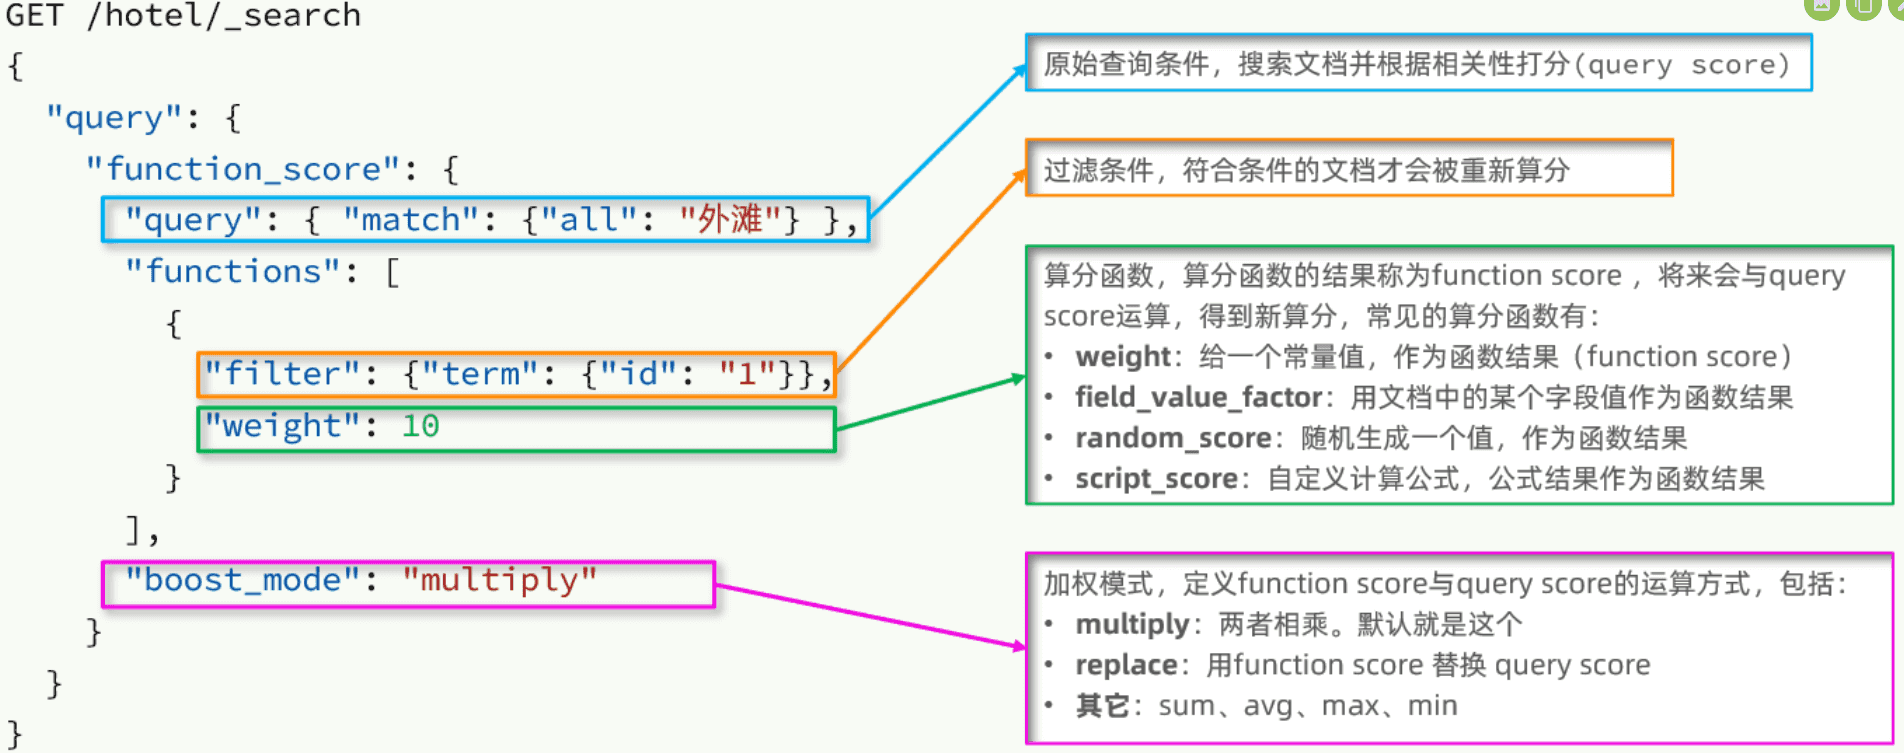 GET /hotel/_search
{
"query": {
"function_score": {
"query": { "match": {"all": "外滩"} },
"functions": [
{
"filter": {"term": {"id": "1"}},
"weight": 10
}
],
"boost_mode": "multiply"
}
}
}
原始查询条件，搜索文档并根据相关性打分(query score)
过滤条件，符合条件的文档才会被重新算分
算分函数，算分函数的结果称为function score ，将来会与query
score运算，得到新算分，常见的算分函数有：
• weight：给一个常量值，作为函数结果（function score）
• field_value_factor：用文档中的某个字段值作为函数结果
• random_score：随机生成一个值，作为函数结果
• script_score：自定义计算公式，公式结果作为函数结果
加权模式，定义function score与query score的运算方式，包括：
• multiply：两者相乘。默认就是这个
• replace：用function score 替换 query score
• 其它：sum、avg、max、min